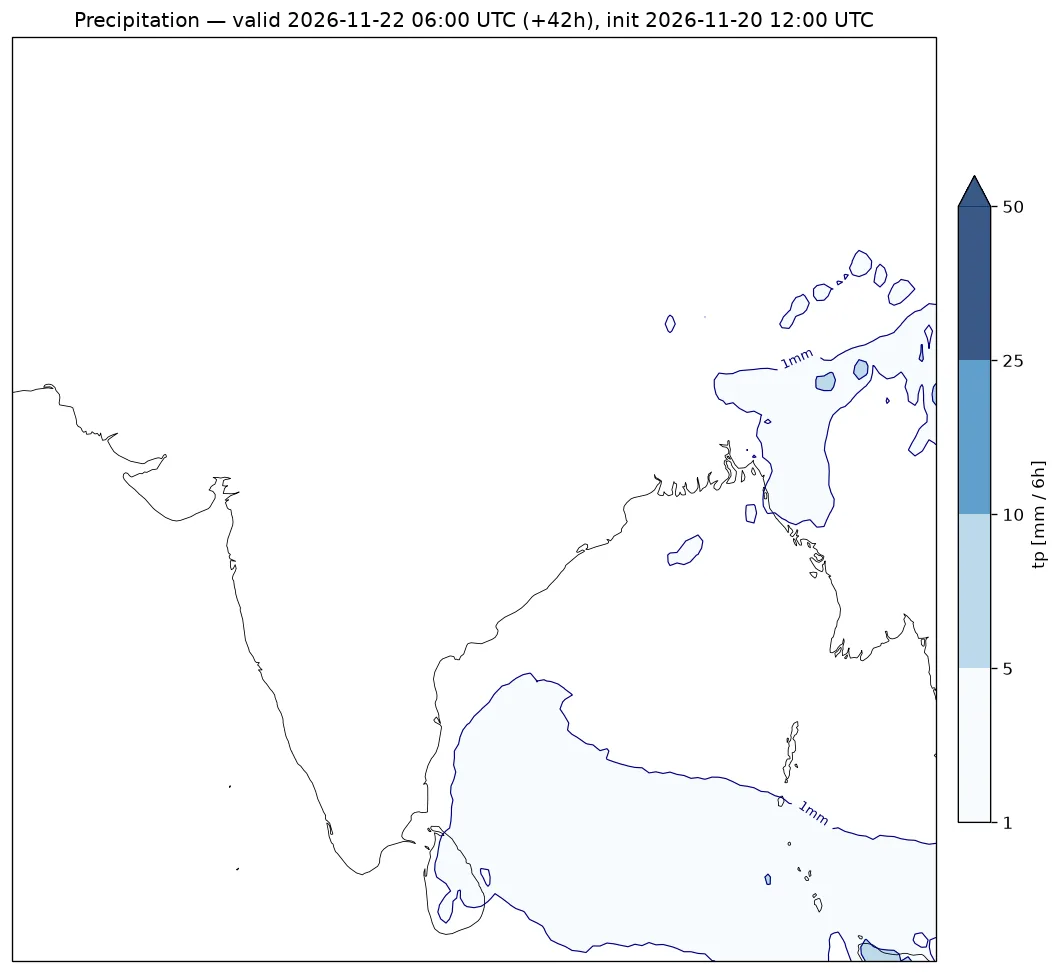 Precipitation — valid 2026-11-22 06:00 UTC (+42h), init 2026-11-20 12:00 UTC
50
1mm
25
10
tp [mm / 6h]
5
1mm
1